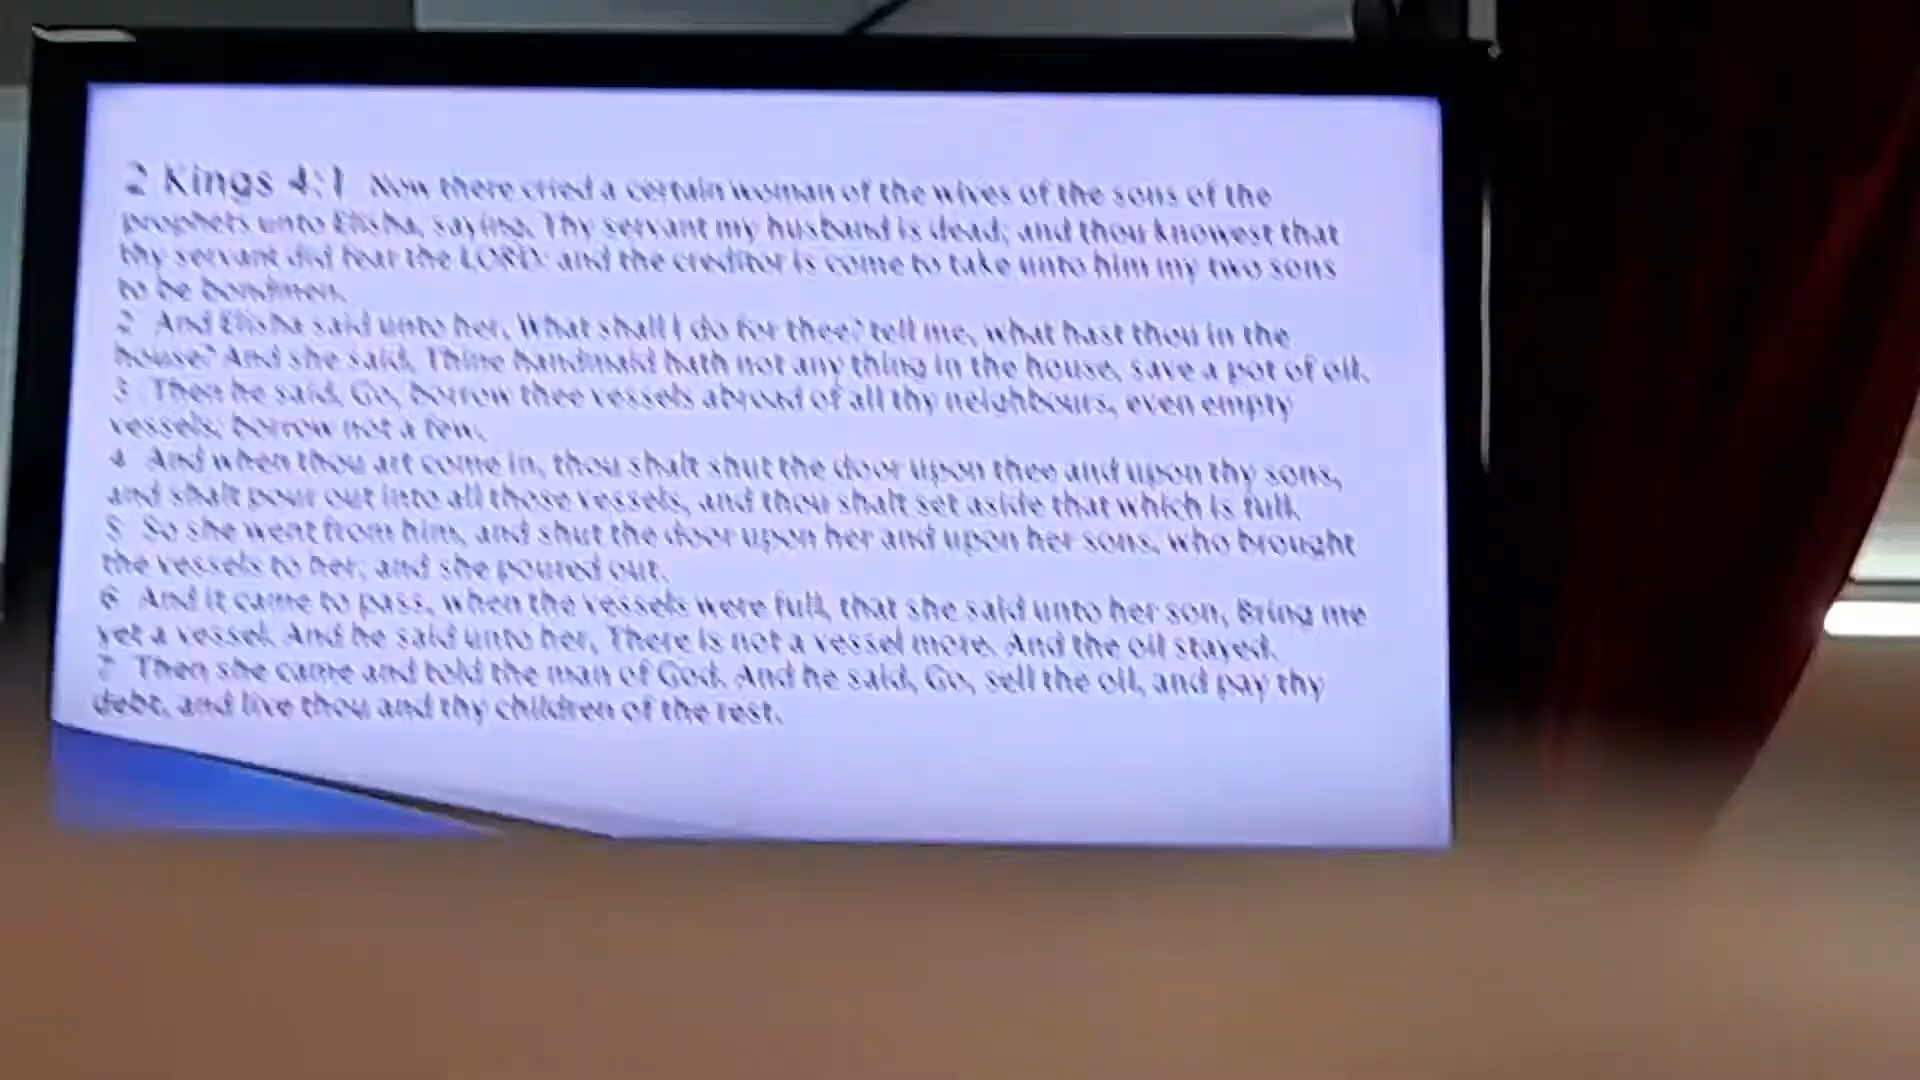 2 Kings 4:1 Now there cried a certain woman of the wives of the sons of the
prophets unto Elisha, saying, Thy servant my husband is dead; and thou knowest that
thy servant did fear the LORD: and the creditor is come to take unto him my two sons
to be bondmen.
2 And Elisha said unto her, What shall I do for thee? tell me, what hast thou in the
house? And she said, Thine handmaid hath not any thing in the house, save a pot of oil.
3 Then he said, Go, borrow thee vessels abroad of all thy neighbours, even empty
vessels; borrow not a few.
4 And when thou art come in, thou shalt shut the door upon thee and upon thy sons,
and shalt pour out into all those vessels, and thou shalt set aside that which is full.
5 So she went from him, and shut the door upon her and upon her sons, who brought
the vessels to her; and she poured out.
6 And it came to pass, when the vessels were full, that she said unto her son, Bring me
yet a vessel. And he said unto her, There is not a vessel more. And the oil stayed.
7 Then she came and told the man of God. And he said, Go, sell the oil, and pay thy
debt, and live thou and thy children of the rest.